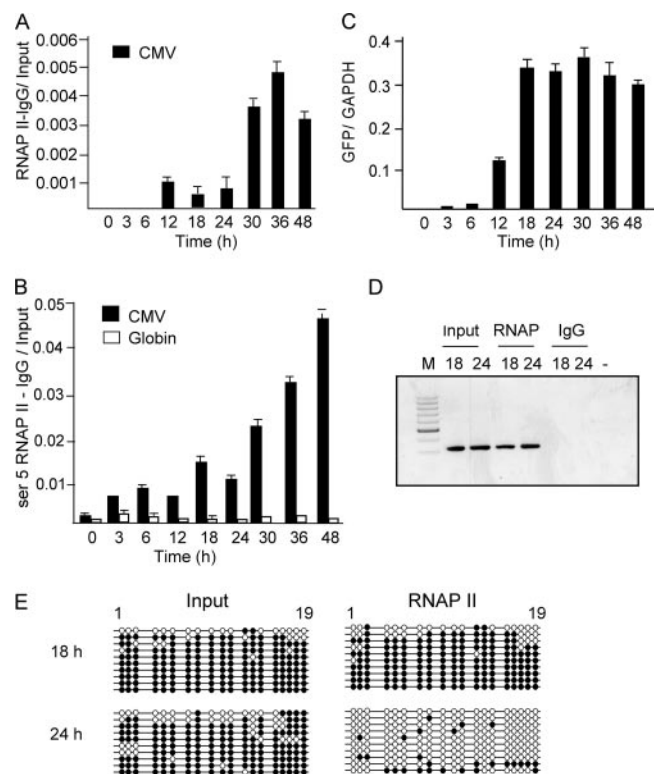 A
RNAP II-IgG/ Input
0.006
0.005
0.004
0.003
0.002
0.001
CMV
0 3 6 12 18 24 30 36 48
Time (h)
C
GFP/ GAPDH
0.4
0.3
0.2
0.1
0 3 6 12 18 24 30 36 48
Time (h)
B
ser 5 RNAP II - IgG / Input
0.05
0.04
0.03
0.02
0.01
CMV
Globin
0 3 6 12 18 24 30 36 48
Time (h)
D
Input RNAP IgG
M 18 24 18 24 18 24 -
E
Input
1 19
RNAP II
1 19
18 h
24 h